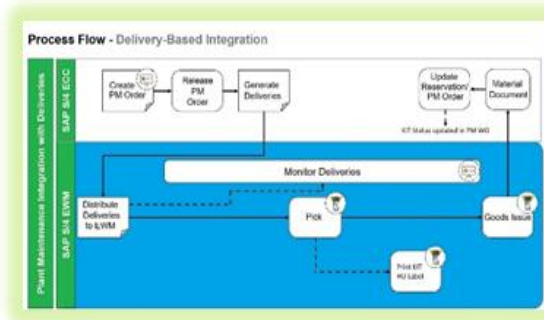 Process Flow - Delivery-Based Integration
Plant Maintenance Integration with Deliveries
SAP S/4 ECC
Create
PM Order
Release
PM
Order
Generate
Deliveries
Update
Reservation/
PM Order
Material
Document
KIT Status updated in PM WO
SAP S/4 EWM
Monitor Deliveries
Distribute
Deliveries
to EWM
Pick
Goods Issue
Print KIT
HU Label